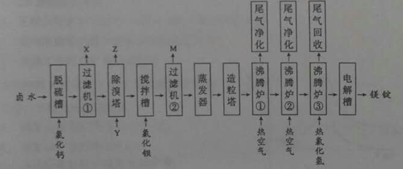 尾气净化
尾气净化
尾气回收
X
Z
M
卤水
脱硫槽
过滤机①
除溴塔
搅拌槽
过滤机②
蒸发器
造粒塔
沸腾炉①
沸腾炉②
沸腾炉③
电解槽
镁锭
氯化钙
Y
氯化钡
热空气
热空气
热氯化氢